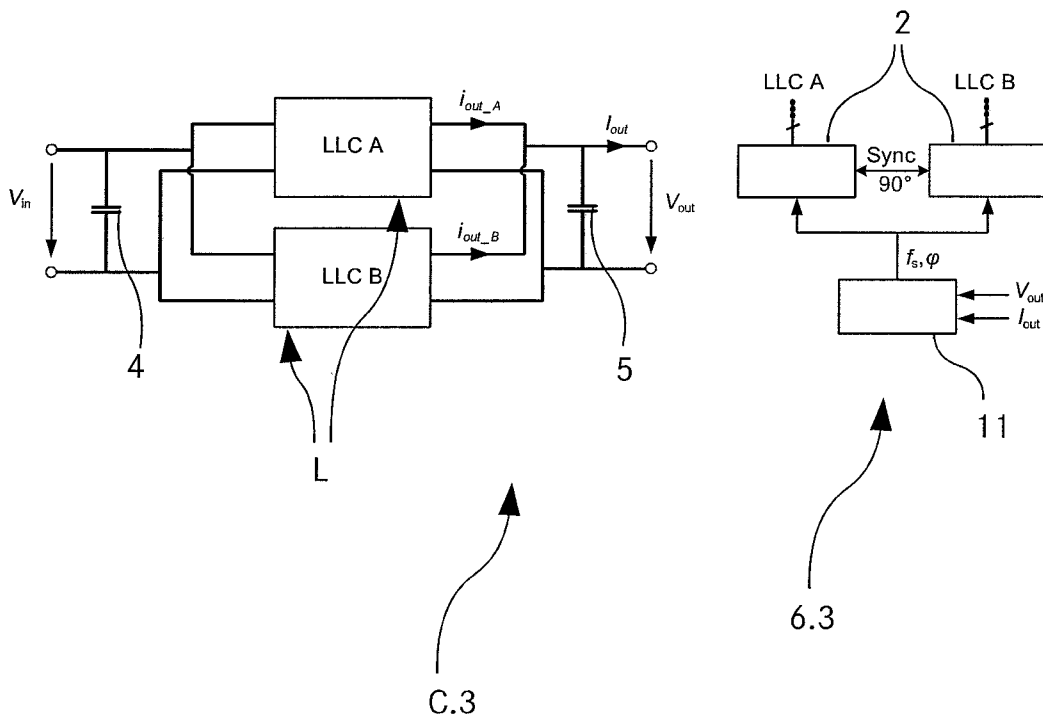 2
LLC A
LLC B
i_out_A
I_out
LLC A
Sync
90°
V_in
V_out
i_out_B
LLC B
f_s, φ
V_out
I_out
4
5
11
L
6.3
C.3